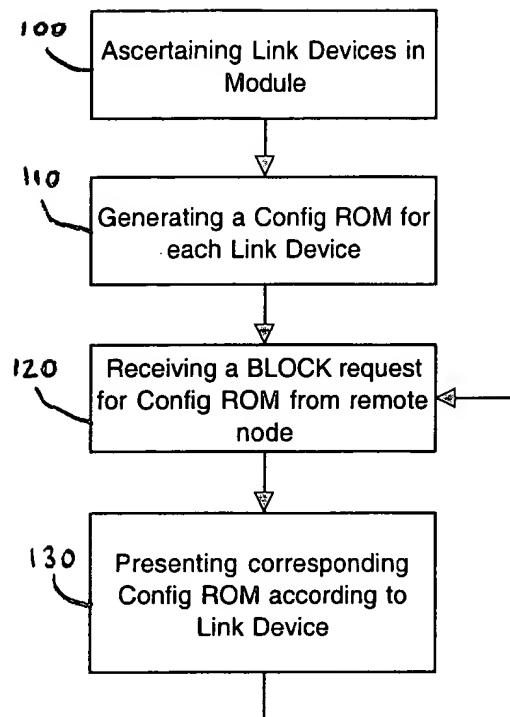 100
Ascertaining Link Devices in
Module
110
Generating a Config ROM for
each Link Device
120
Receiving a BLOCK request
for Config ROM from remote
node
130
Presenting corresponding
Config ROM according to
Link Device